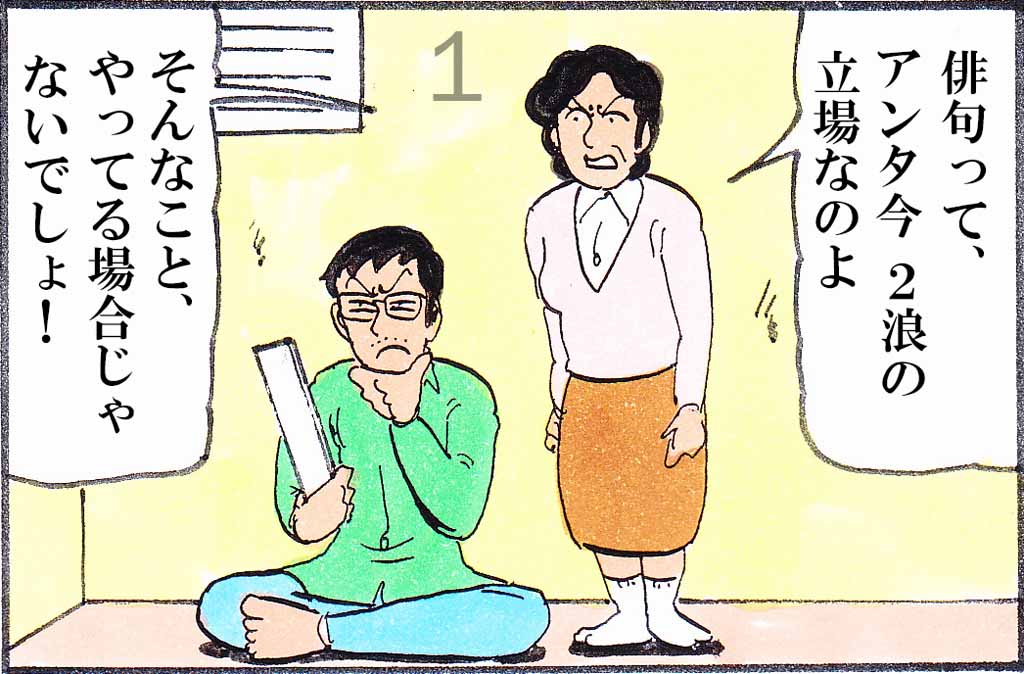 1
俳句って、
アンタ今２浪の
立場なのよ
そんなこと、
やってる場合じゃ
ないでしょ！